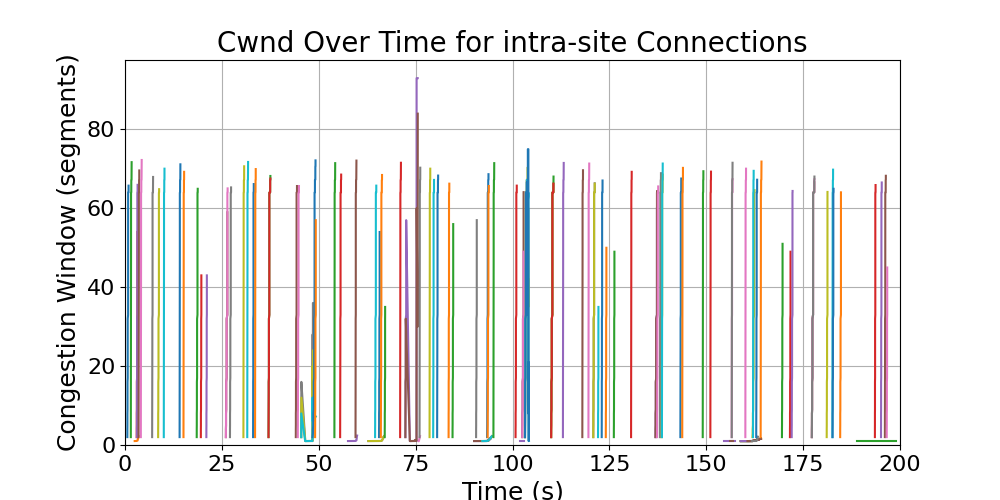 Cwnd Over Time for intra-site Connections
Congestion Window (segments)
80
60
40
20
0
0 25 50 75 100 125 150 175 200
Time (s)